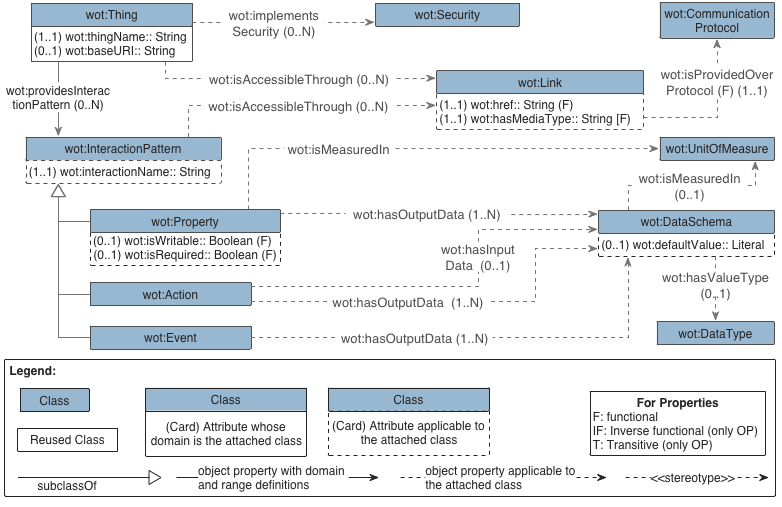 wot:Thing
(1..1) wot:thingName:: String
(0..1) wot:baseURI:: String
wot:implements
Security (0..N)
wot:Security
wot:Communication
Protocol
wot:providesInterac
tionPattern (0..N)
wot:isAccessibleThrough (0..N)
wot:isAccessibleThrough (0..N)
wot:Link
(1..1) wot:href:: String (F)
(1..1) wot:hasMediaType:: String [F)
wot:isProvidedOver
Protocol (F) (1..1)
wot:InteractionPattern
(1..1) wot:interactionName:: String
wot:isMeasuredIn
wot:UnitOfMeasure
wot:isMeasuredIn
(0..1)
wot:Property
(0..1) wot:isWritable:: Boolean (F)
(0..1) wot:isRequired:: Boolean (F)
wot:hasOutputData (1..N)
wot:DataSchema
(0..1) wot:defaultValue:: Literal
wot:hasInput
Data (0..1)
wot:hasValueType
(0..1)
wot:Action
wot:hasOutputData (1..N)
wot:Event
wot:hasOutputData (1..N)
wot:DataType
Legend:
Class
Reused Class
Class
(Card) Attribute whose
domain is the attached class
Class
(Card) Attribute applicable to
the attached class
For Properties
F: functional
IF: Inverse functional (only OP)
T: Transitive (only OP)
subclassOf
object property with domain
and range definitions
object property applicable to
the attached class
<<stereotype>>